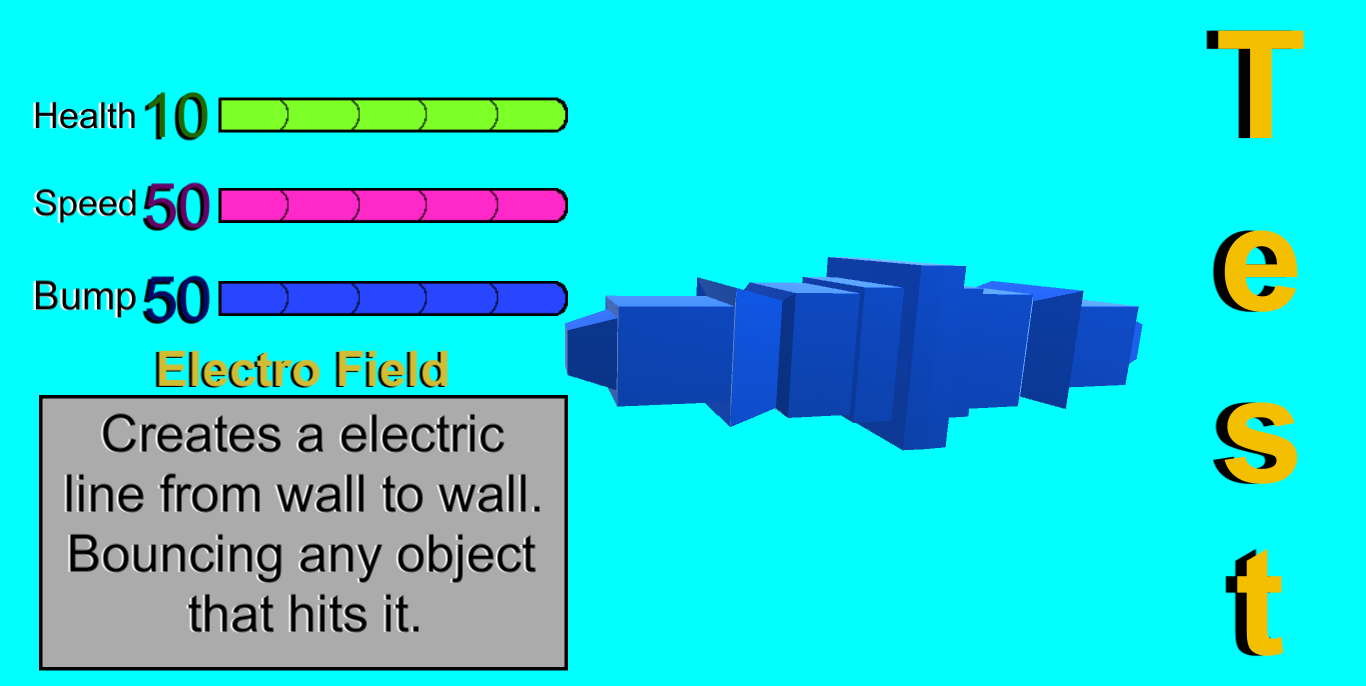 Health 10
Speed 50
Bump 50
Electro Field
Creates a electric
line from wall to wall.
Bouncing any object
that hits it.
Test